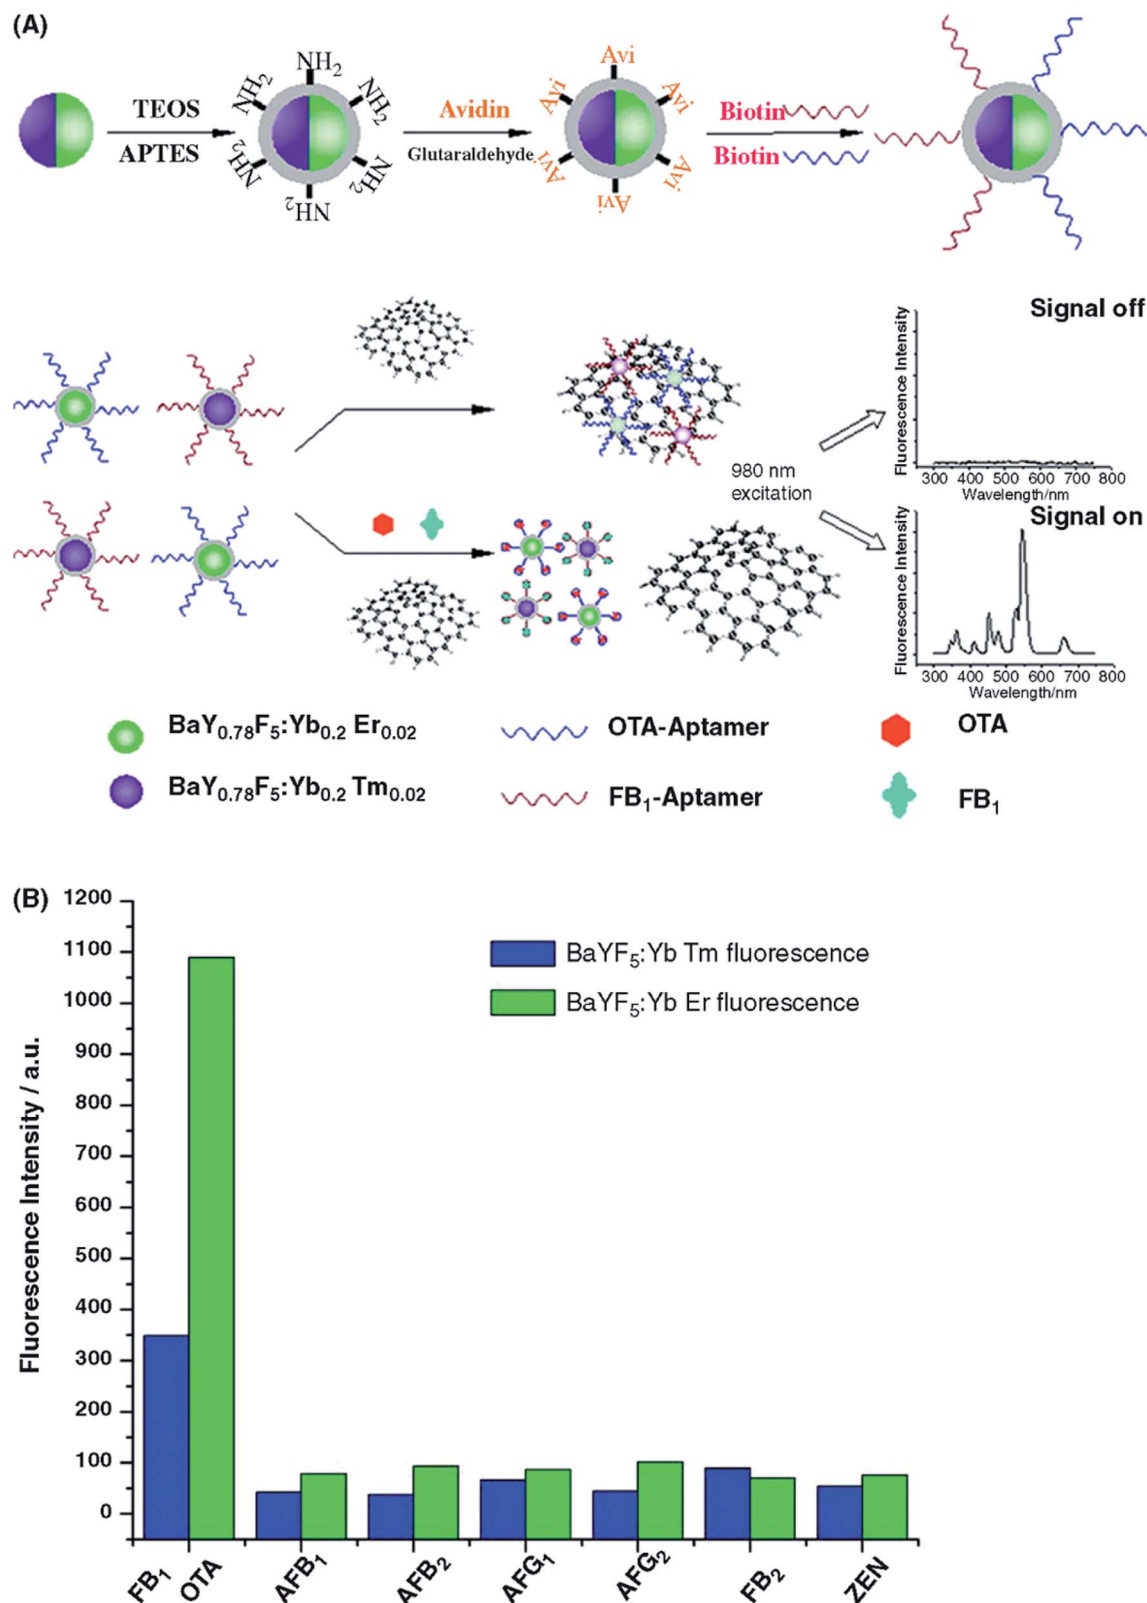 (A)
NH2
NH2
NH2
NH2
NH2
NH2
TEOS
APTES
Avidin
Glutaraldehyde
Avi
Avi
Avi
Avi
Avi
Avi
Biotin
Biotin
Signal off
Fluorescence Intensity
300 400 500 600 700 800
Wavelength/nm
980 nm
excitation
Signal on
Fluorescence Intensity
300 400 500 600 700 800
Wavelength/nm
BaY0.78F5:Yb0.2 Er0.02
OTA-Aptamer
OTA
BaY0.78F5:Yb0.2 Tm0.02
FB1-Aptamer
FB1
(B)
1200
1100
1000
900
800
700
600
500
400
300
200
100
0
Fluorescence Intensity / a.u.
BaYF5:Yb Tm fluorescence
BaYF5:Yb Er fluorescence
FB1 OTA AFB1 AFB2 AFG1 AFG2 FB2 ZEN